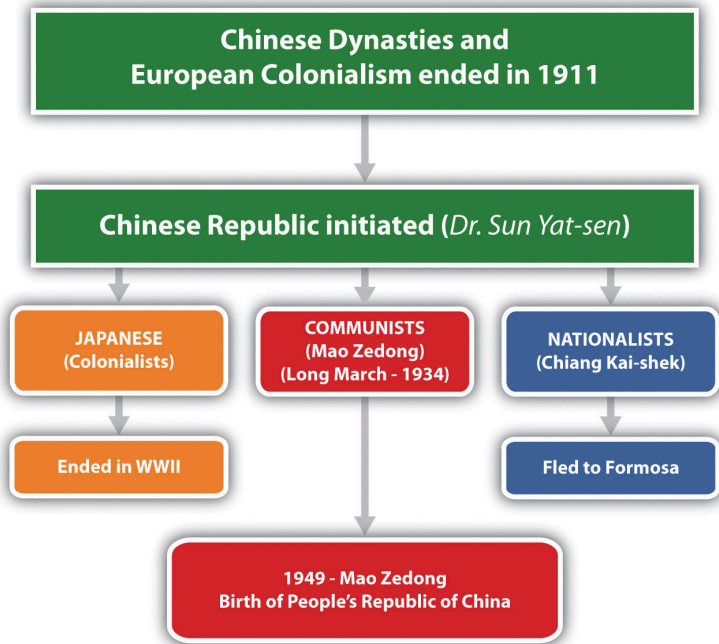 Chinese Dynasties and
European Colonialism ended in 1911
Chinese Republic initiated (Dr. Sun Yat-sen)
JAPANESE
(Colonialists)
COMMUNISTS
(Mao Zedong)
(Long March - 1934)
NATIONALISTS
(Chiang Kai-shek)
Ended in WWII
Fled to Formosa
1949 - Mao Zedong
Birth of People's Republic of China